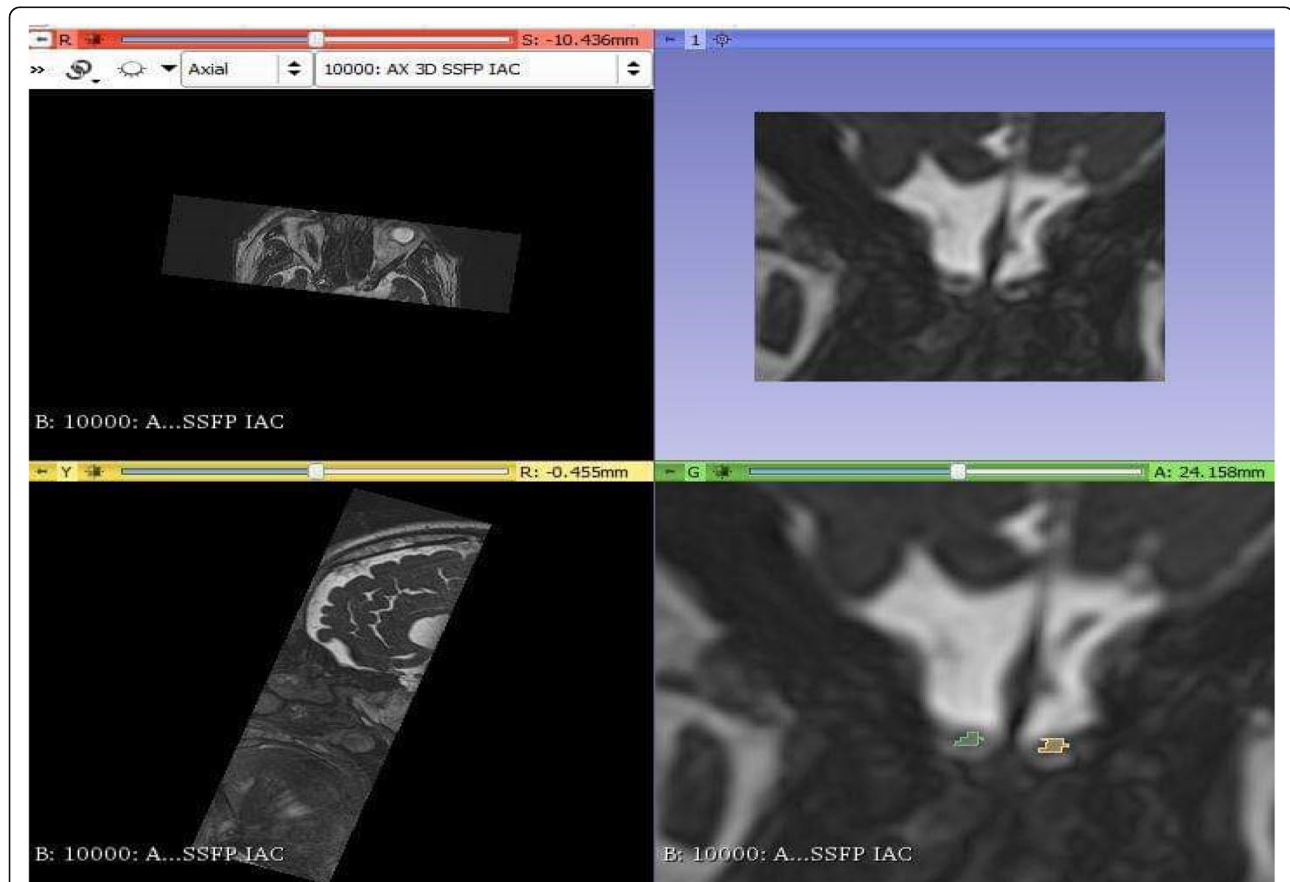 R S: -10.436mm
1
» Axial 10000: AX 3D SSFP IAC
B: 10000: A...SSFP IAC
Y R: -0.455mm
G A: 24.158mm
B: 10000: A...SSFP IAC
B: 10000: A...SSFP IAC